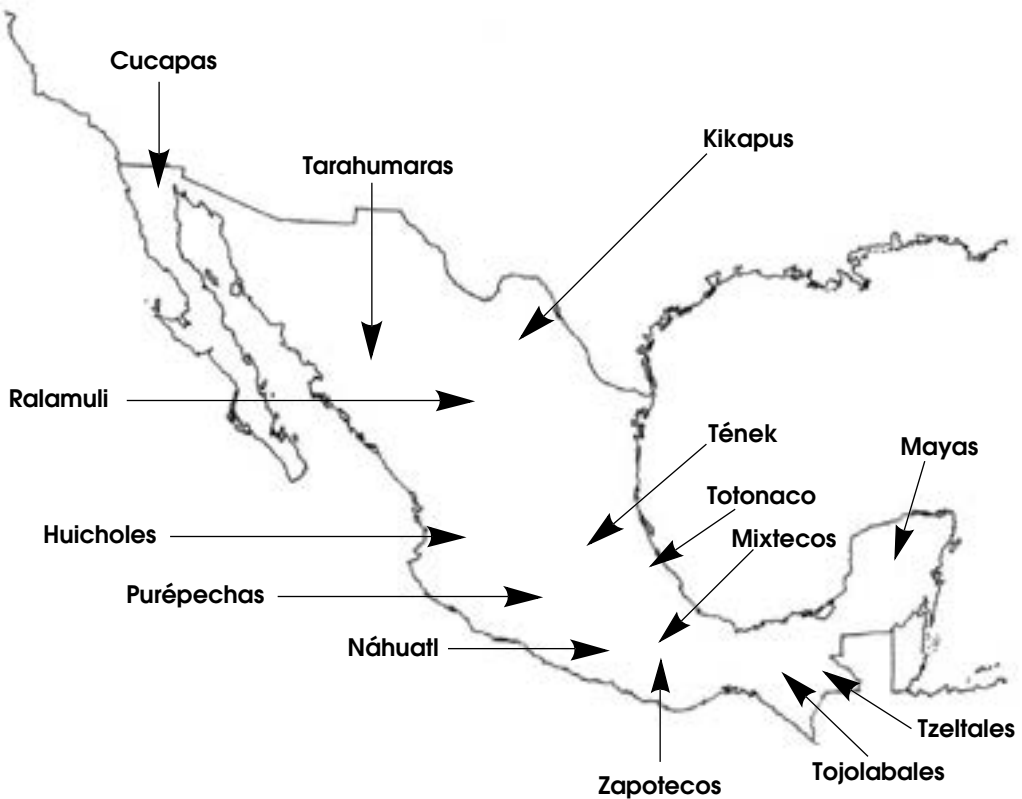 Cucapas
Kikapus
Tarahumaras
Ralamuli
Tének
Mayas
Totonaco
Huicholes
Mixtecos
Purépechas
Náhuatl
Tzeltales
Tojolabales
Zapotecos